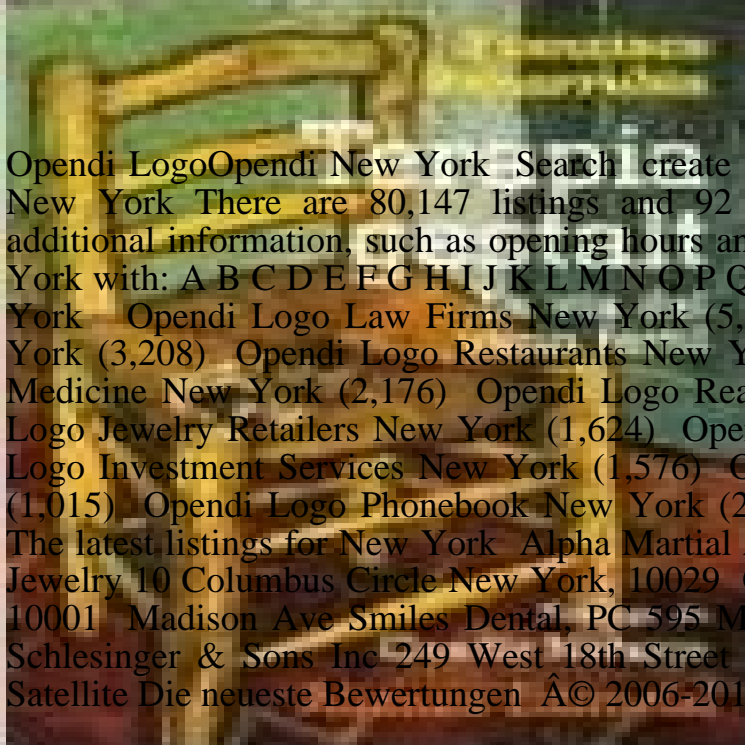 Opendi LogoOpendi New York Search create
New York There are 80,147 listings and 92
additional information, such as opening hours
York with: A B C D E F G H I J K L M N O P Q
York Opendi Logo Law Firms New York (5,
York (3,208) Opendi Logo Restaurants New
Medicine New York (2,176) Opendi Logo
Logo Jewelry Retailers New York (1,624)
Logo Investment Services New York (1,576)
(1,015) Opendi Logo Phonebook New York (2
The latest listings for New York Alpha Martial
Jewelry 10 Columbus Circle New York, 10029
10001 Madison Ave Smiles Dental, PC 595
Schlesinger & Sons Inc 249 West 18th Street
Satellite Die neueste Bewertungen Â© 2006-201